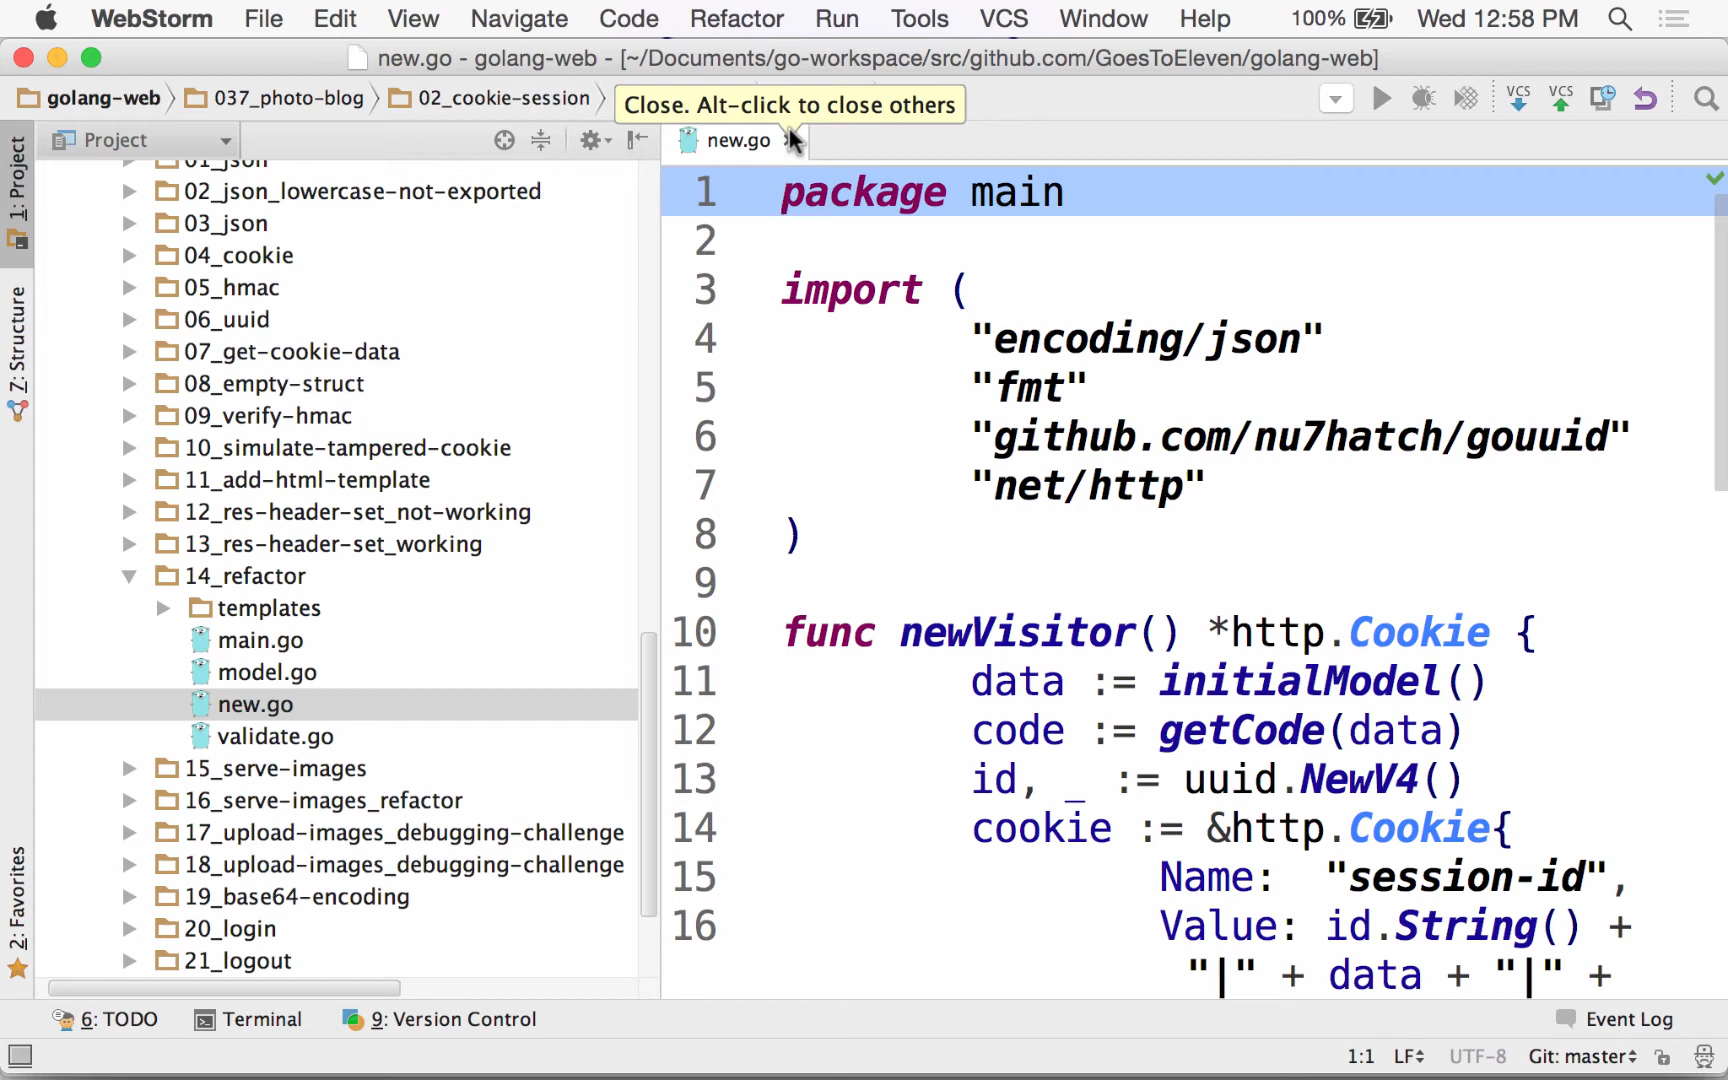 WebStorm File Edit View Navigate Code Refactor Run Tools VCS Window Help 100% Wed 12:58 PM
new.go - golang-web - [~/Documents/go-workspace/src/github.com/GoesToEleven/golang-web]
golang-web 037_photo-blog 02_cookie-session
Close. Alt-click to close others
VCS VCS
Project
new.go
1: Project
7: Structure
2: Favorites
01_json
02_json_lowercase-not-exported
03_json
04_cookie
05_hmac
06_uuid
07_get-cookie-data
08_empty-struct
09_verify-hmac
10_simulate-tampered-cookie
11_add-html-template
12_res-header-set_not-working
13_res-header-set_working
14_refactor
templates
main.go
model.go
new.go
validate.go
15_serve-images
16_serve-images_refactor
17_upload-images_debugging-challenge
18_upload-images_debugging-challenge
19_base64-encoding
20_login
21_logout
1 package main
2
3 import (
4 "encoding/json"
5 "fmt"
6 "github.com/nu7hatch/gouuid"
7 "net/http"
8 )
9
10 func newVisitor() *http.Cookie {
11 data := initialModel()
12 code := getCode(data)
13 id, _ := uuid.NewV4()
14 cookie := &http.Cookie{
15 Name: "session-id",
16 Value: id.String() +
"|" + data + "|" +
6: TODO Terminal 9: Version Control Event Log
1:1 LF UTF-8 Git: master